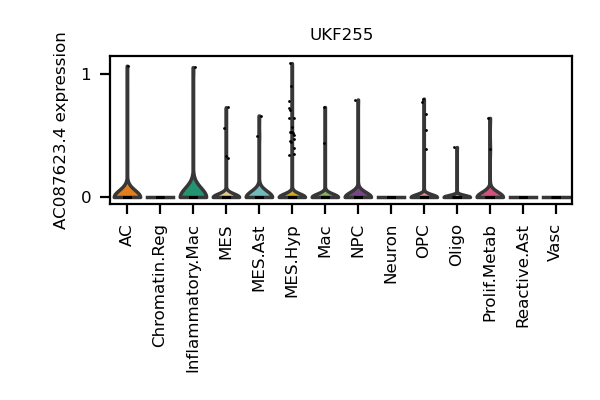 UKF255
AC087623.4 expression
1
0
AC
Chromatin.Reg
Inflammatory.Mac
MES
MES.Ast
MES.Hyp
Mac
NPC
Neuron
OPC
Oligo
Prolif.Metab
Reactive.Ast
Vasc